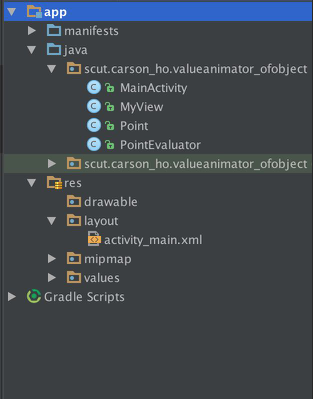 app
manifests
java
scut.carson_ho.valueanimator_ofobject
MainActivity
MyView
Point
PointEvaluator
scut.carson_ho.valueanimator_ofobject
res
drawable
layout
activity_main.xml
mipmap
values
Gradle Scripts